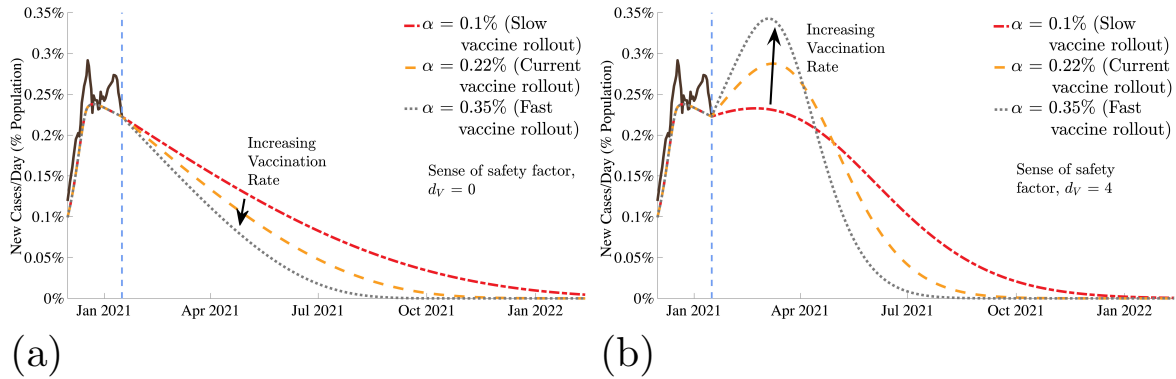 0.35%
0.3%
0.25%
0.2%
0.15%
0.1%
0.05%
0%
New Cases/Day (% Population)
Jan 2021
Apr 2021
Jul 2021
Oct 2021
Jan 2022
α = 0.1% (Slow
vaccine rollout)
α = 0.22% (Current
vaccine rollout)
α = 0.35% (Fast
vaccine rollout)
Increasing
Vaccination
Rate
Sense of safety factor,
d_V = 0
(a)
0.35%
0.3%
0.25%
0.2%
0.15%
0.1%
0.05%
0%
New Cases/Day (% Population)
Jan 2021
Apr 2021
Jul 2021
Oct 2021
Jan 2022
Increasing
Vaccination
Rate
α = 0.1% (Slow
vaccine rollout)
α = 0.22% (Current
vaccine rollout)
α = 0.35% (Fast
vaccine rollout)
Sense of safety
factor, d_V = 4
(b)